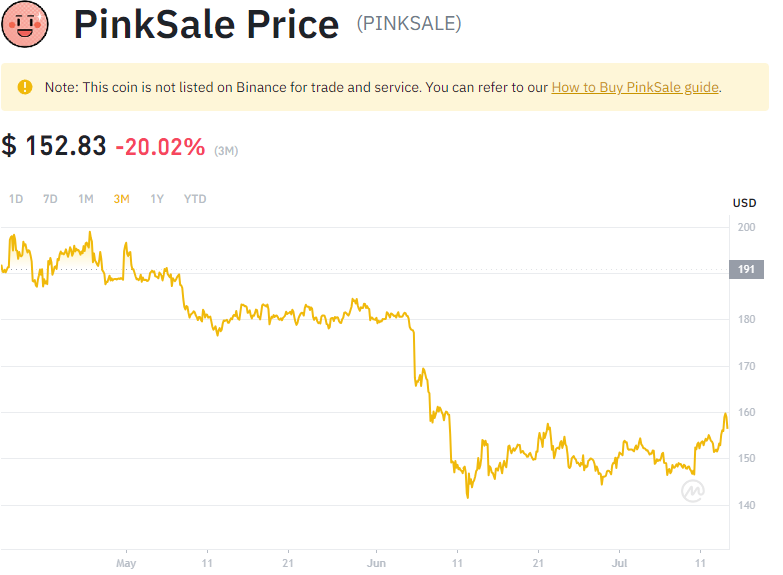 PinkSale Price (PINKSALE)
Note: This coin is not listed on Binance for trade and service. You can refer to our How to Buy PinkSale guide.
$ 152.83 -20.02% (3M)
1D 7D 1M 3M 1Y YTD
USD
200
191
180
170
160
150
140
May 11 21 Jun 11 21 Jul 11